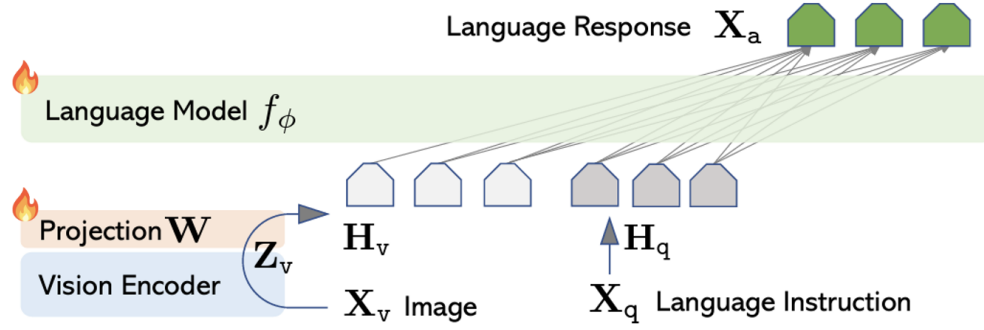 Language Response X_a
Language Model f_ϕ
Projection W
H_v
H_q
Z_v
Vision Encoder
X_v Image
X_q Language Instruction